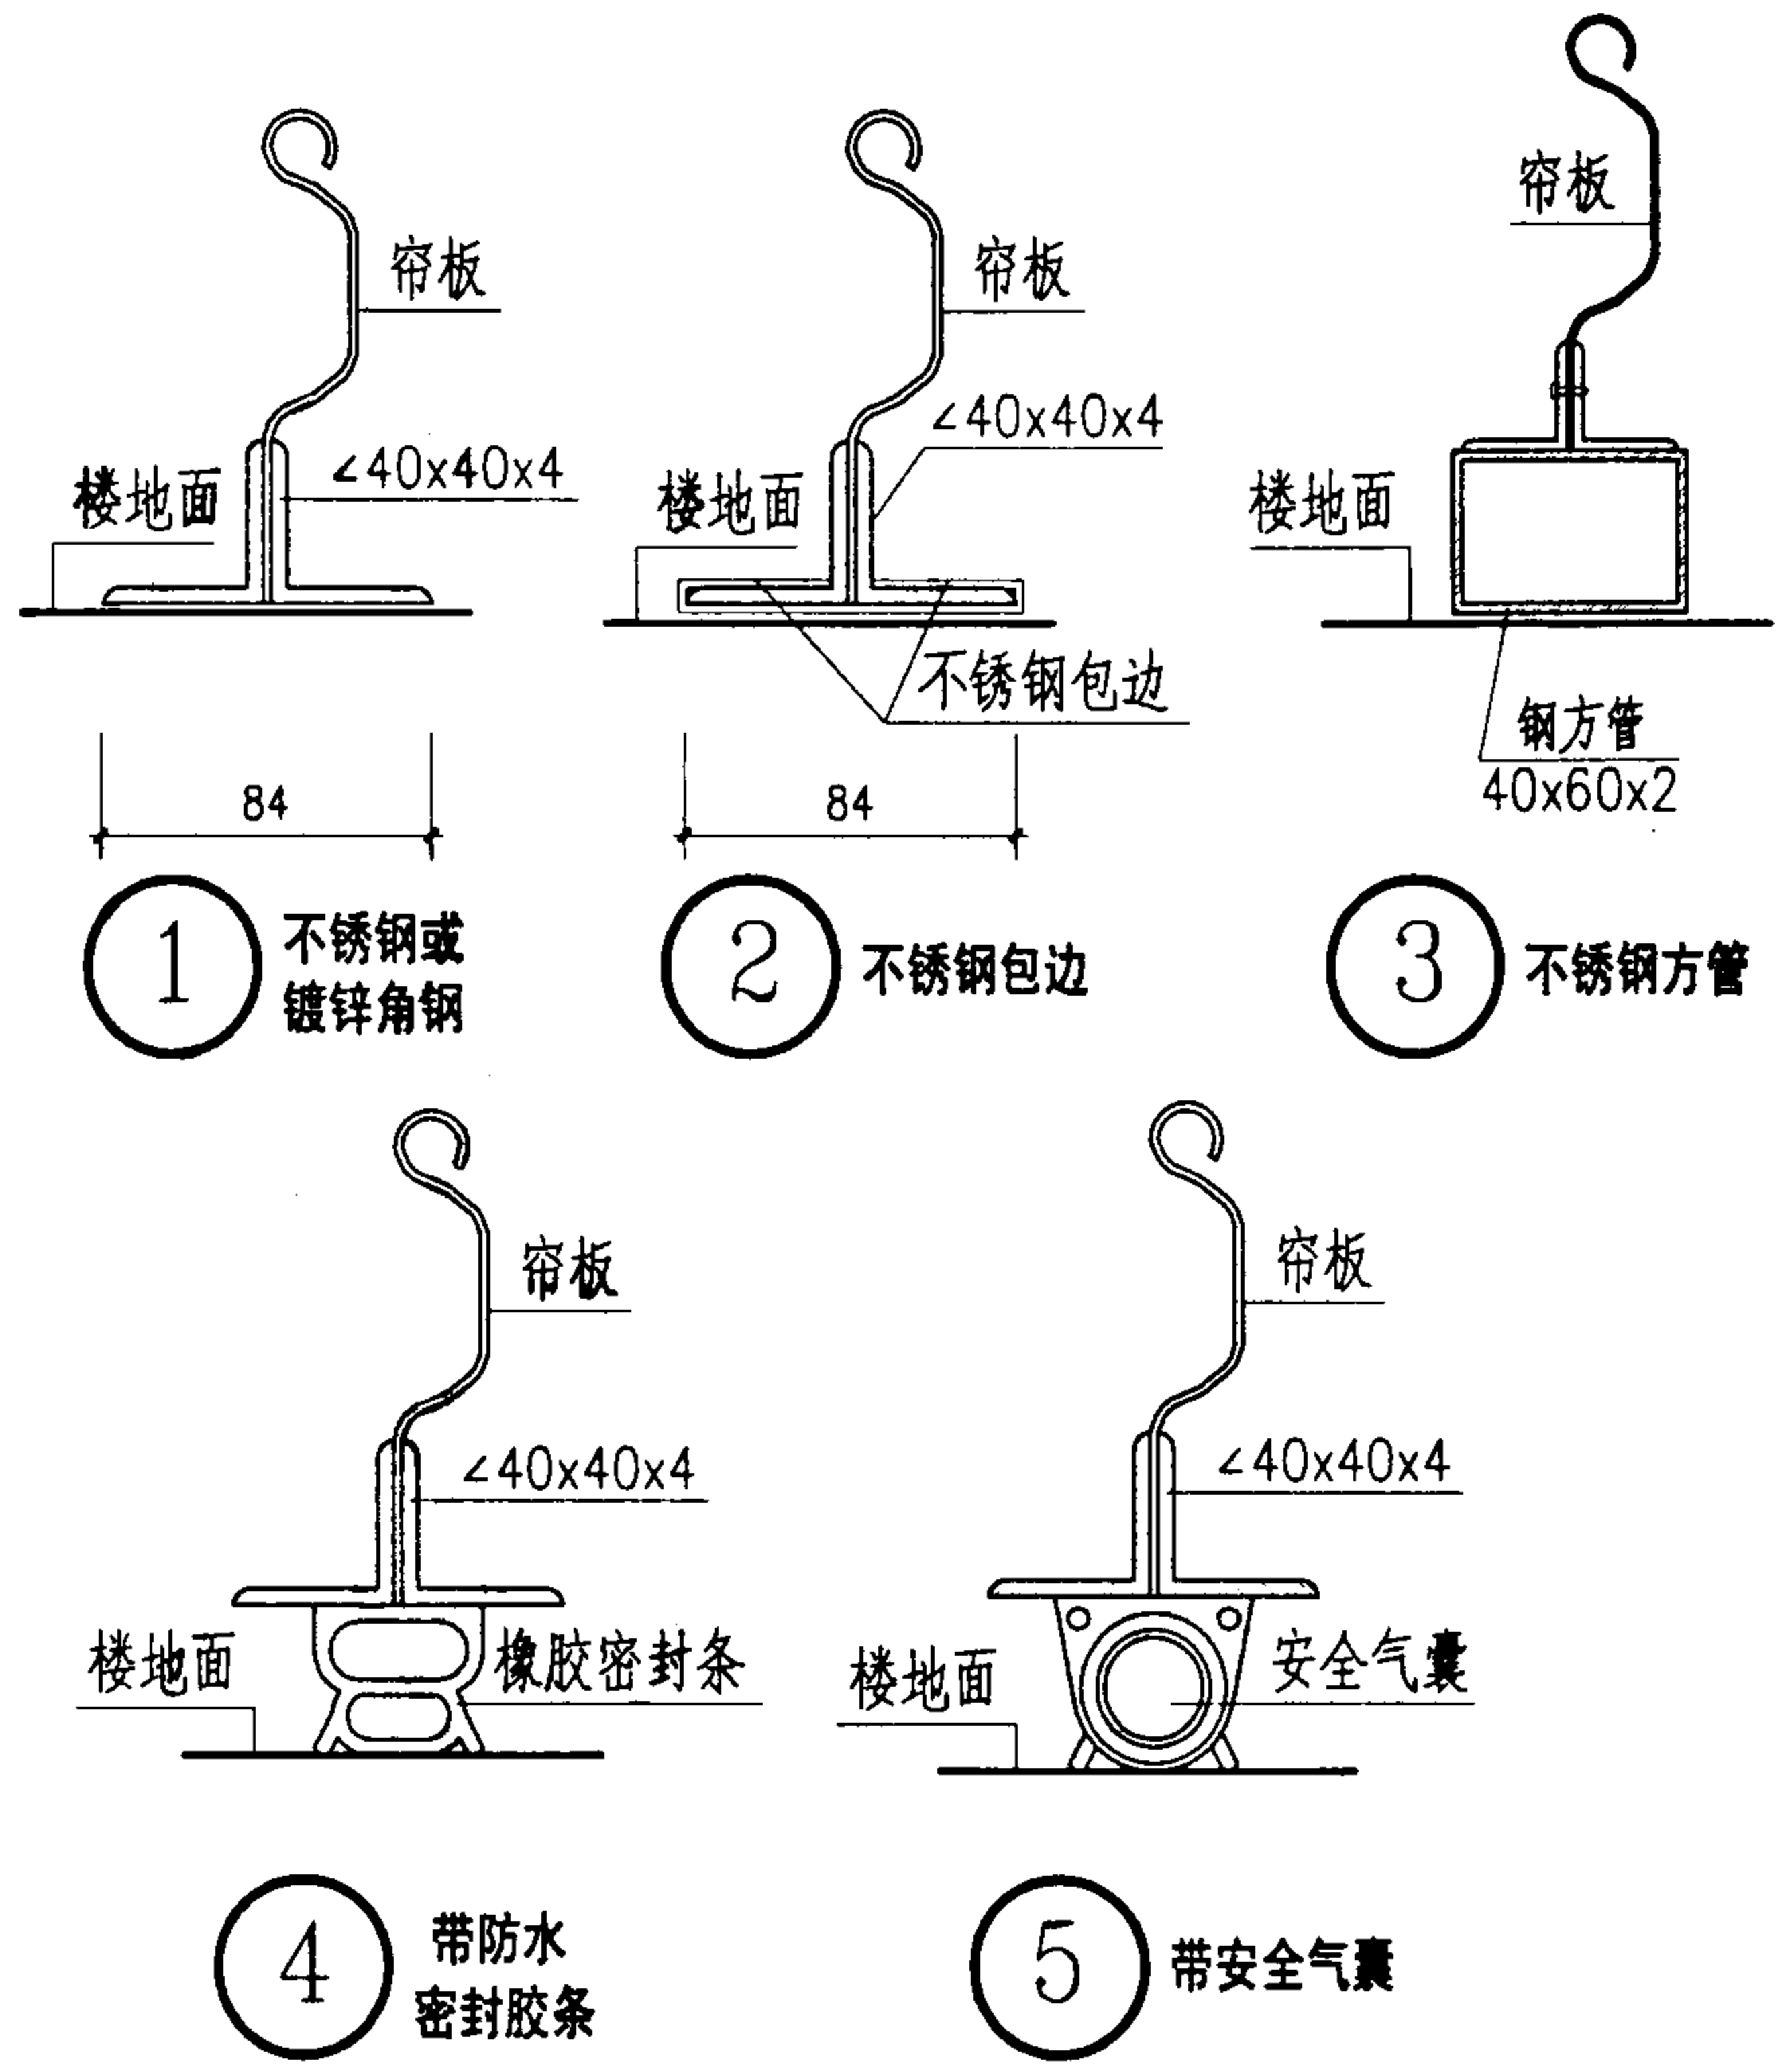 帘板
∠40x40x4
楼地面
84
1
不锈钢或
镀锌角钢
帘板
∠40x40x4
楼地面
不锈钢包边
84
2
不锈钢包边
帘板
楼地面
钢方管
40x60x2
3
不锈钢方管
帘板
∠40x40x4
楼地面
橡胶密封条
4
带防水
密封胶条
帘板
∠40x40x4
楼地面
安全气囊
5
带安全气囊